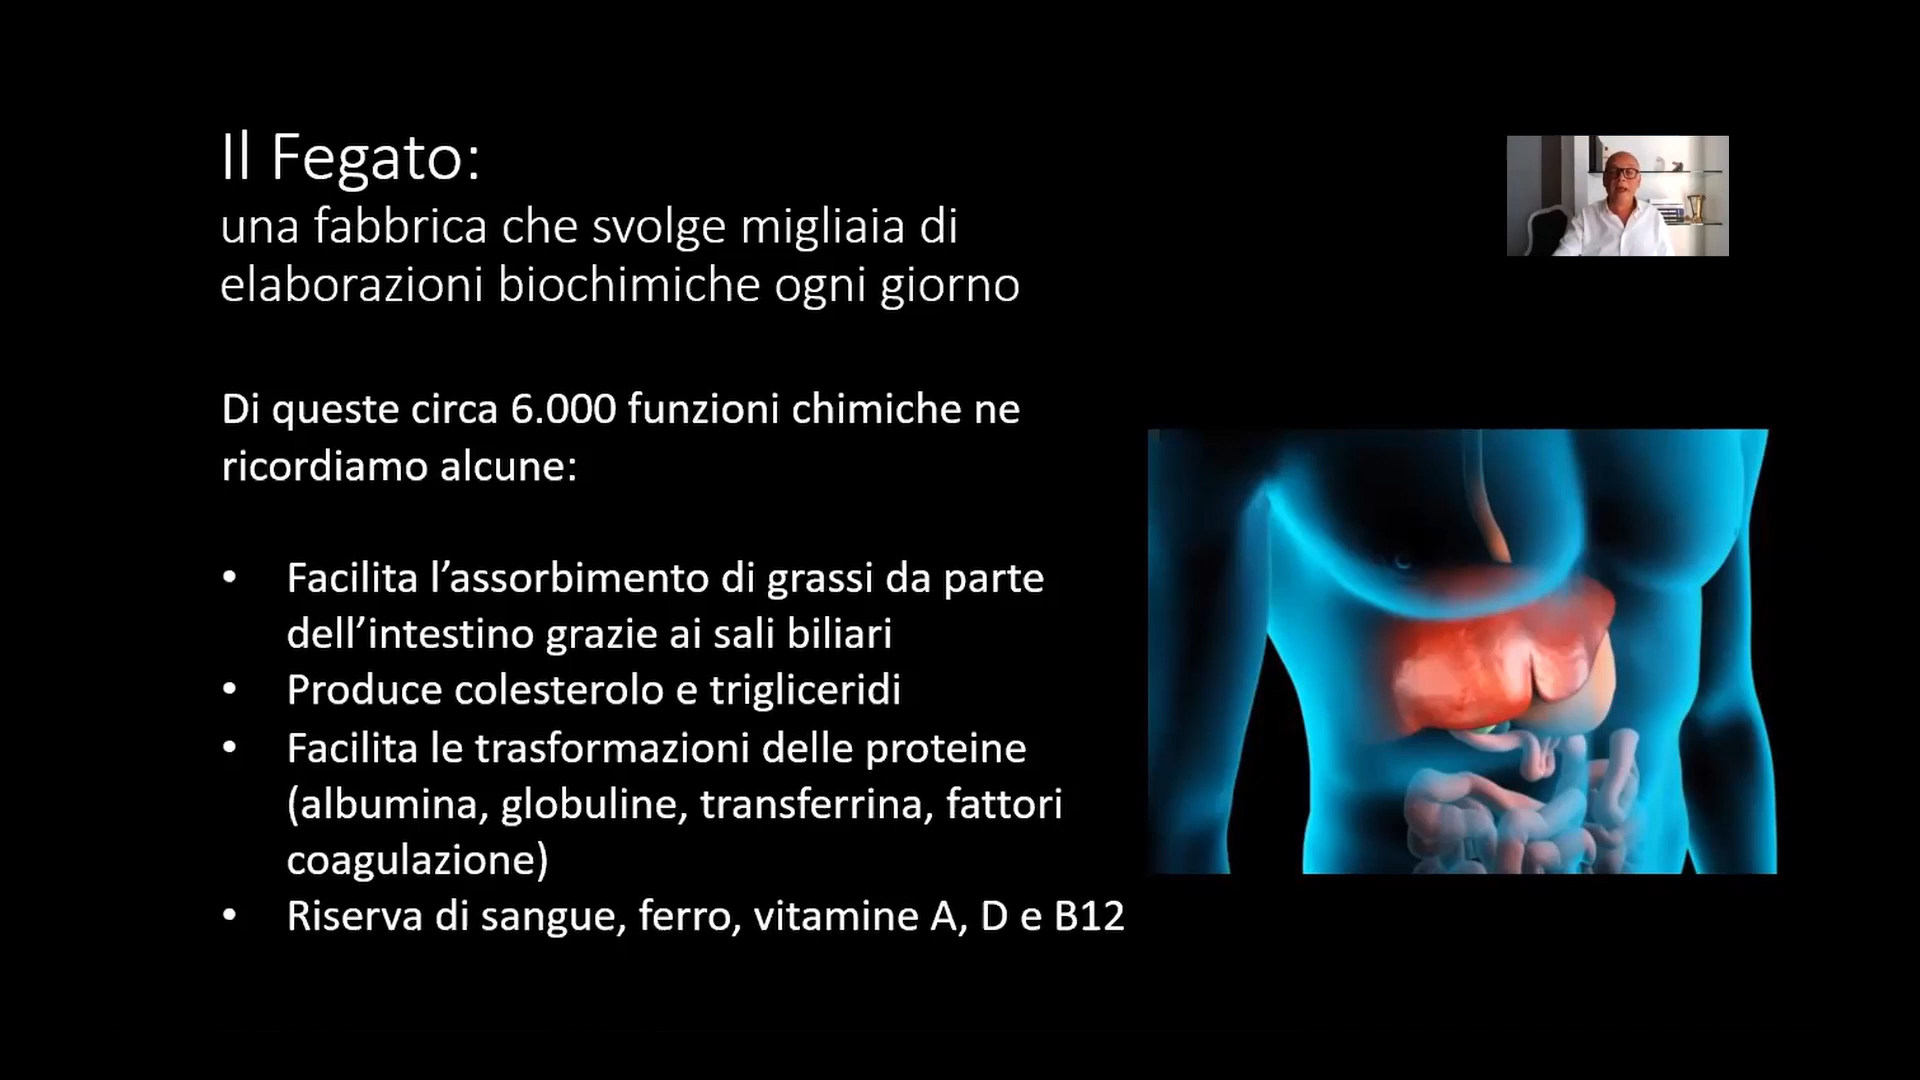 Il Fegato:
una fabbrica che svolge migliaia di
elaborazioni biochimiche ogni giorno
Di queste circa 6.000 funzioni chimiche ne
ricordiamo alcune:
• Facilita l’assorbimento di grassi da parte
dell’intestino grazie ai sali biliari
• Produce colesterolo e trigliceridi
• Facilita le trasformazioni delle proteine
(albumina, globuline, transferrina, fattori
coagulazione)
• Riserva di sangue, ferro, vitamine A, D e B12